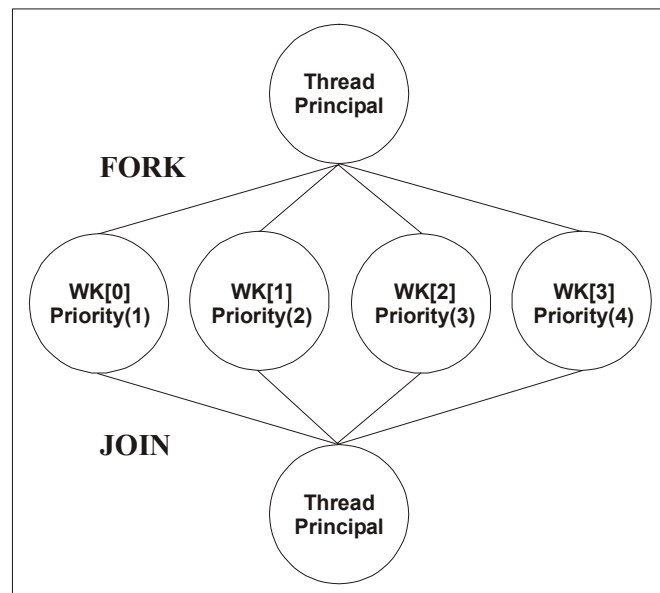 Thread
Principal
FORK
WK[0]
Priority(1)
WK[1]
Priority(2)
WK[2]
Priority(3)
WK[3]
Priority(4)
JOIN
Thread
Principal